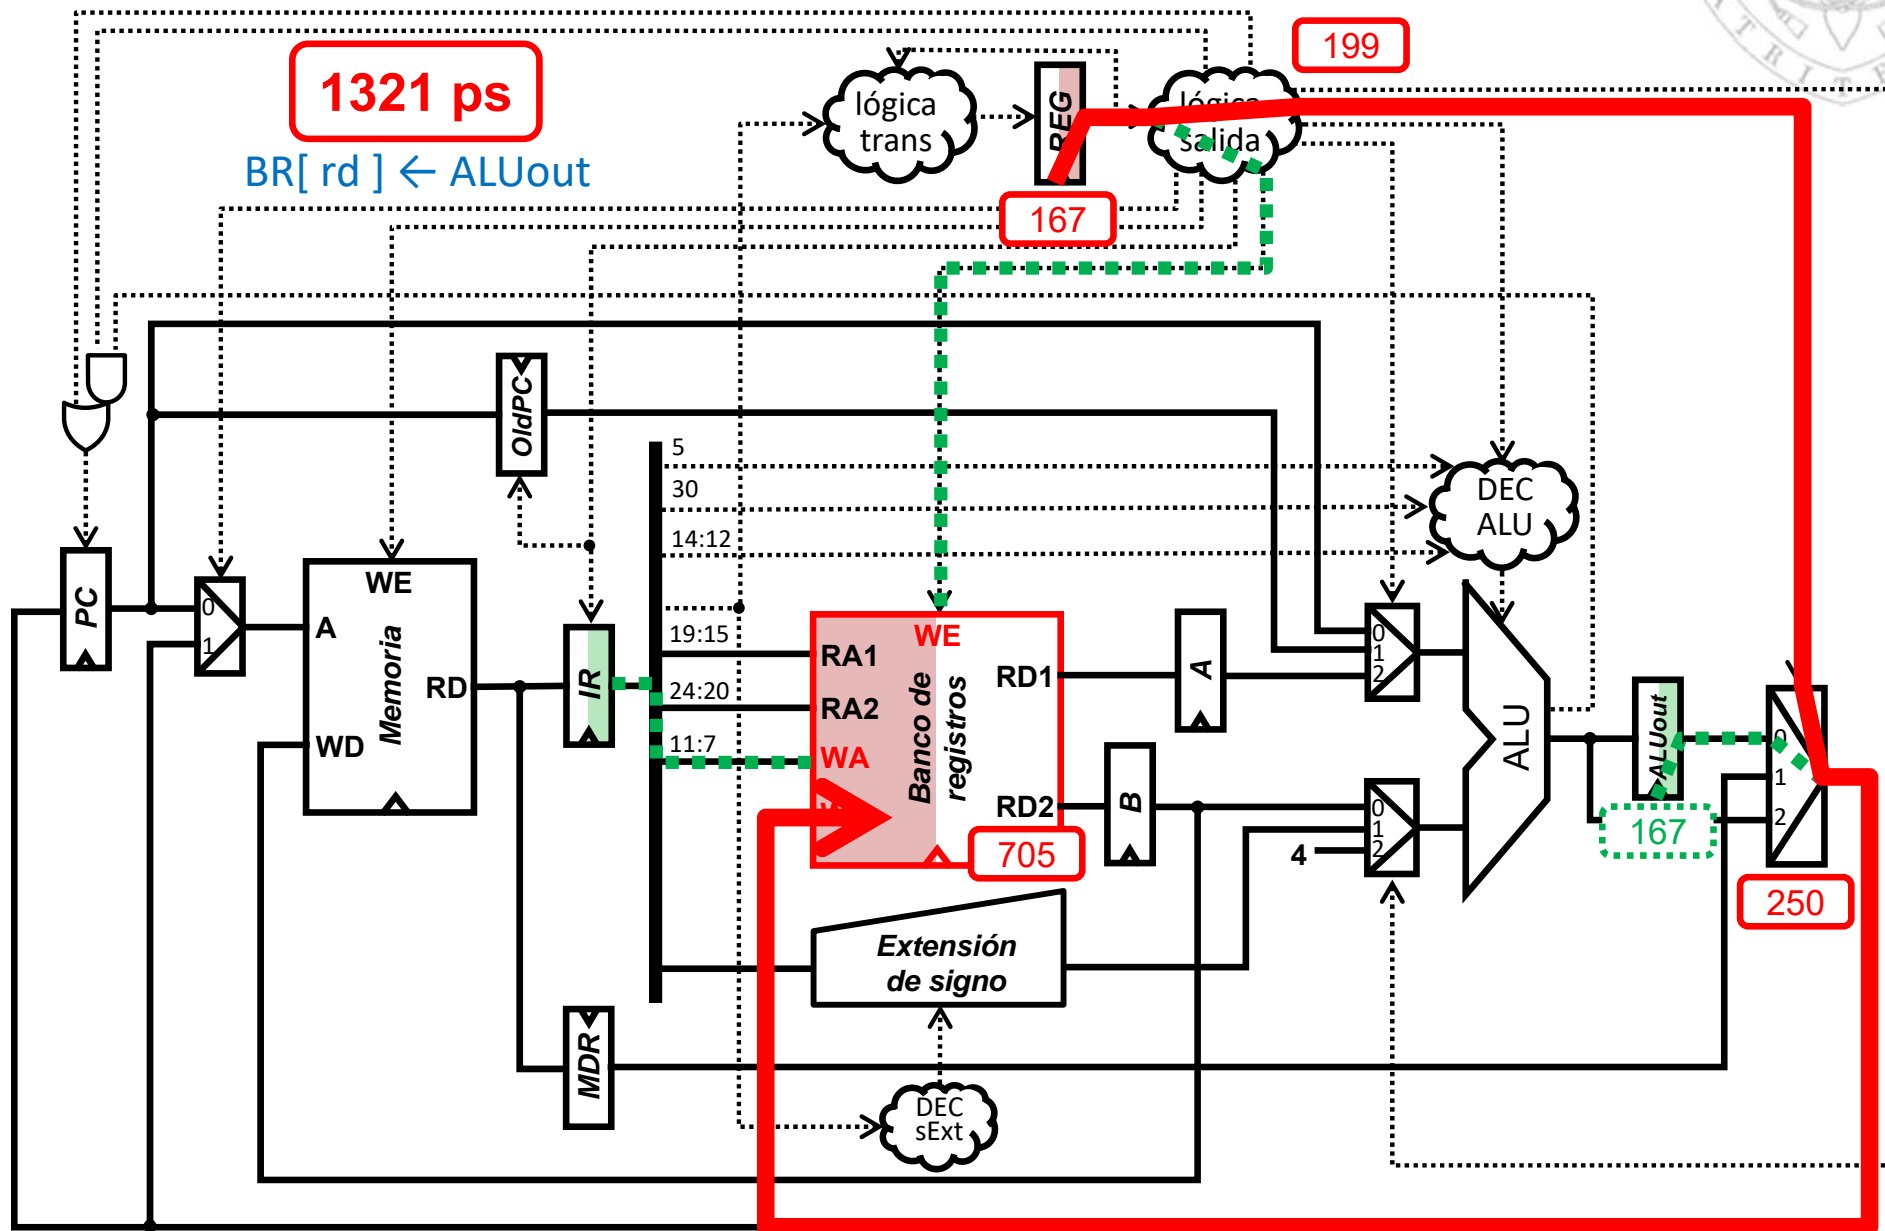 199
1321 ps
BR[ rd ] ← ALUout
lógica
trans
REG
lógica
salida
167
OldPC
5
30
14:12
DEC
ALU
PC
0
1
WE
A
Memoria
RD
WD
IR
19:15
24:20
11:7
WE
RA1
RA2
WA
Banco de
registros
RD1
RD2
705
A
B
0
1
2
0
1
2
4
ALU
ALUout
167
0
1
2
250
Extensión
de signo
MDR
DEC
sExt